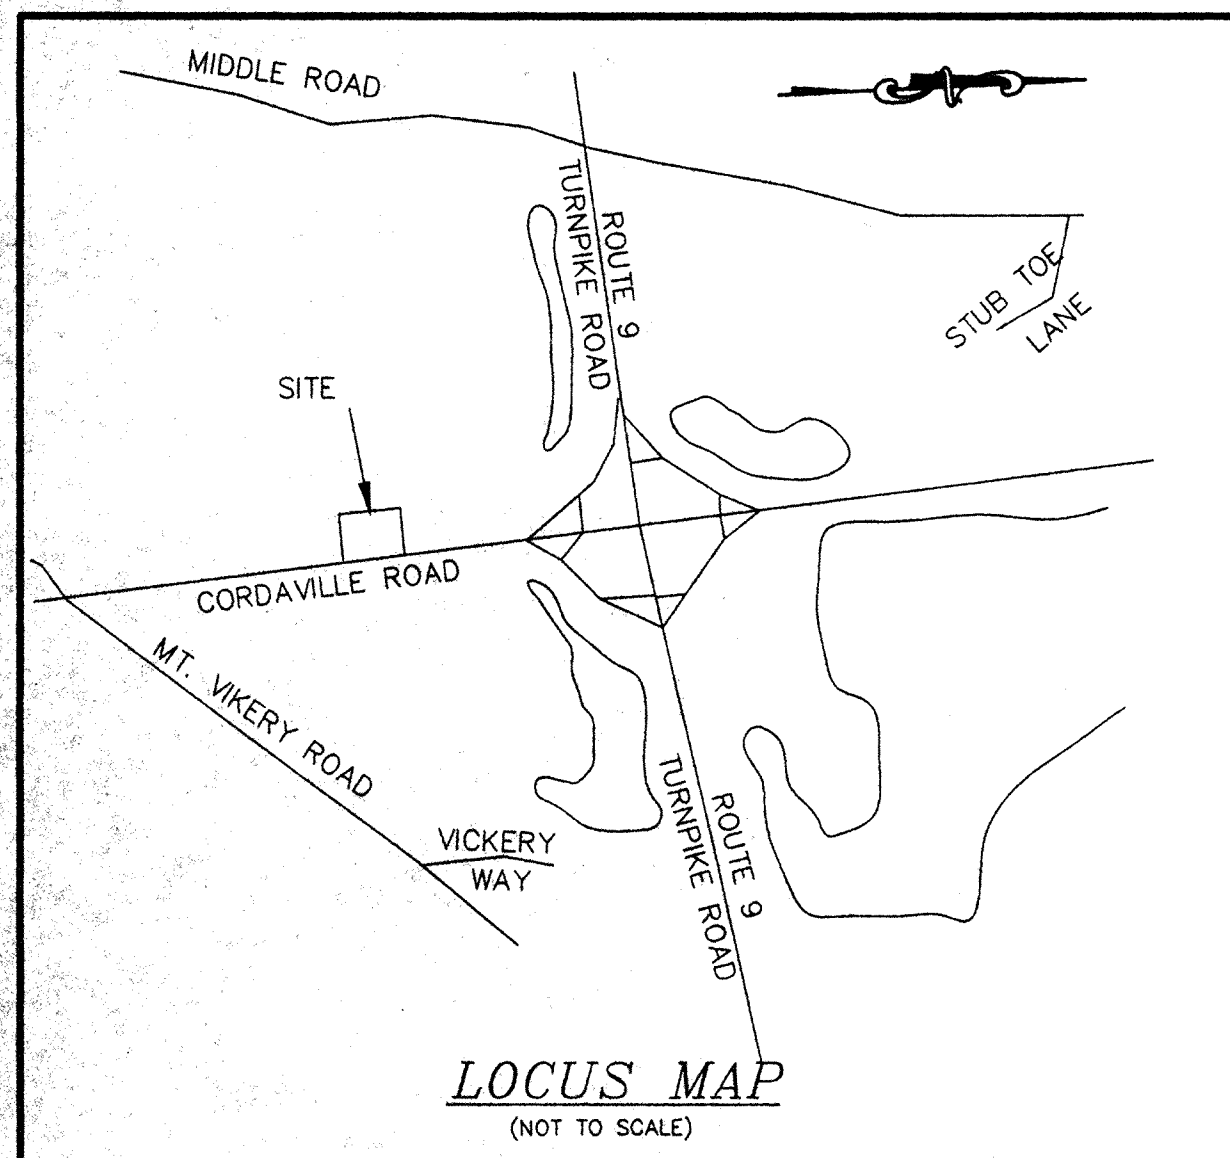 MIDDLE ROAD
ROUTE 9
TURNPIKE ROAD
STUB TOE
LANE
SITE
CORDAVILLE ROAD
MT. VIKERY ROAD
VICKERY
WAY
ROUTE 9
TURNPIKE ROAD
LOCUS MAP
(NOT TO SCALE)